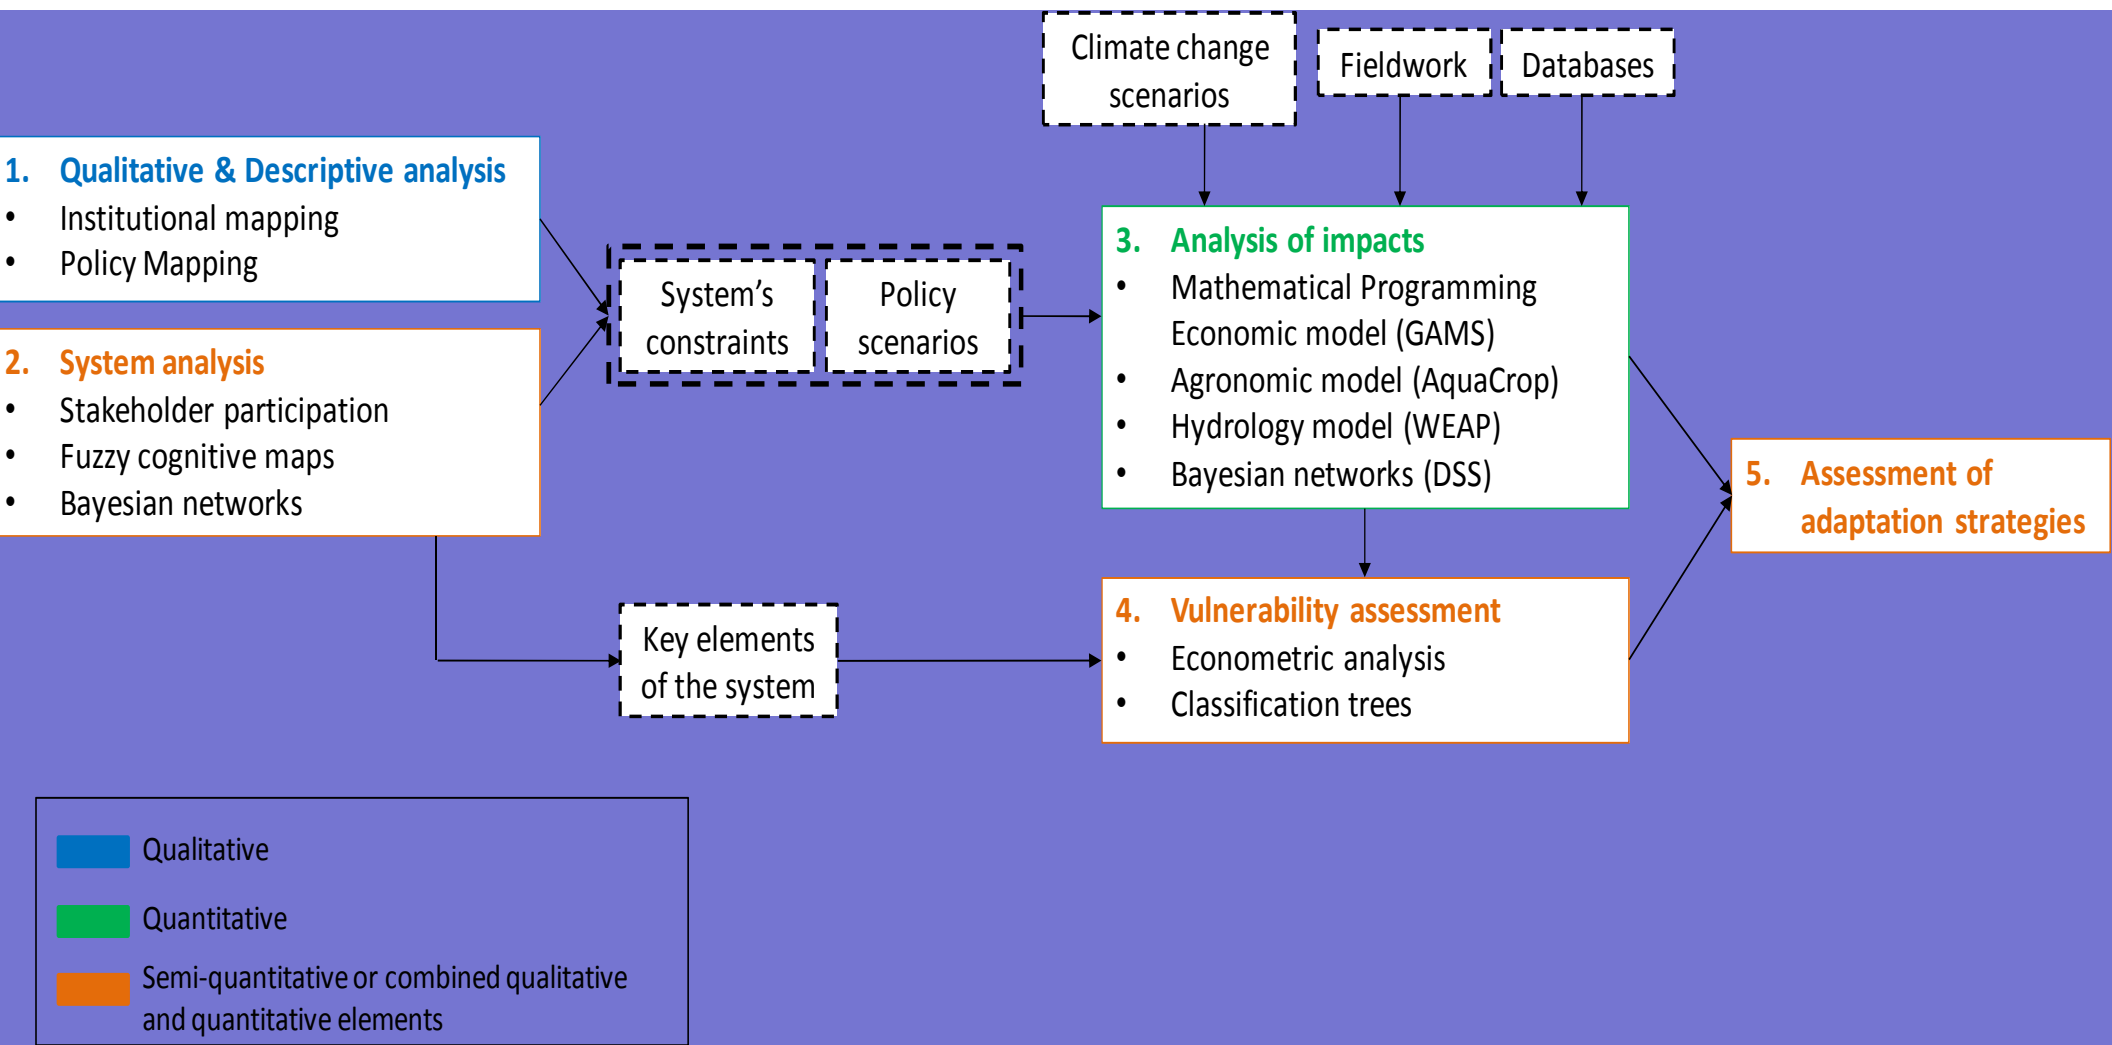 Climate change
scenarios
Fieldwork
Databases
1. Qualitative & Descriptive analysis
• Institutional mapping
• Policy Mapping
2. System analysis
• Stakeholder participation
• Fuzzy cognitive maps
• Bayesian networks
System’s
constraints
Policy
scenarios
Key elements
of the system
3. Analysis of impacts
• Mathematical Programming
Economic model (GAMS)
• Agronomic model (AquaCrop)
• Hydrology model (WEAP)
• Bayesian networks (DSS)
4. Vulnerability assessment
• Econometric analysis
• Classification trees
5. Assessment of
adaptation strategies
Qualitative
Quantitative
Semi-quantitative or combined qualitative
and quantitative elements